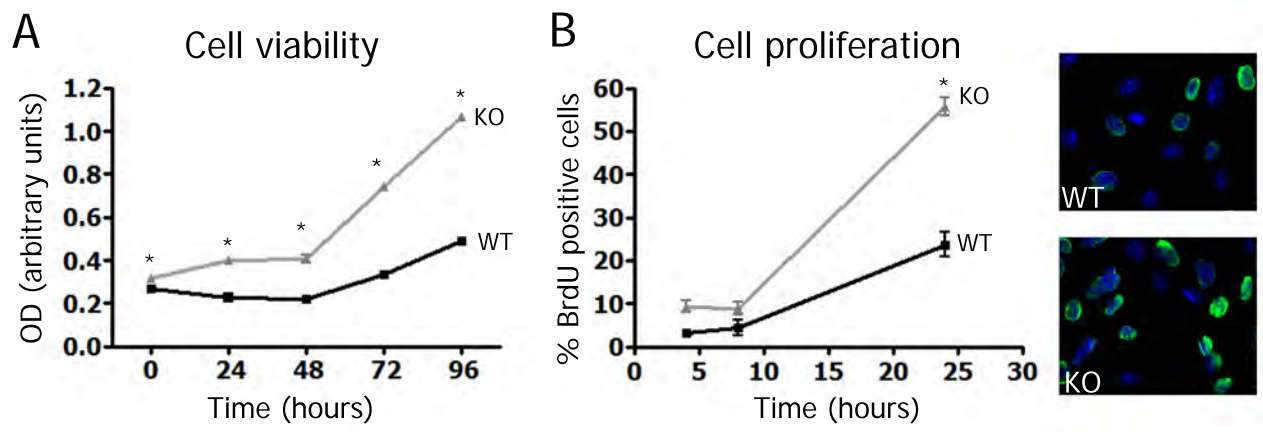 A
Cell viability
OD (arbitrary units)
1.2
1.0
0.8
0.6
0.4
0.2
0.0
* * * * *
KO
WT
0 24 48 72 96
Time (hours)
B
Cell proliferation
% BrdU positive cells
60
50
40
30
20
10
0
*
KO
WT
0 5 10 15 20 25 30
Time (hours)
WT
KO